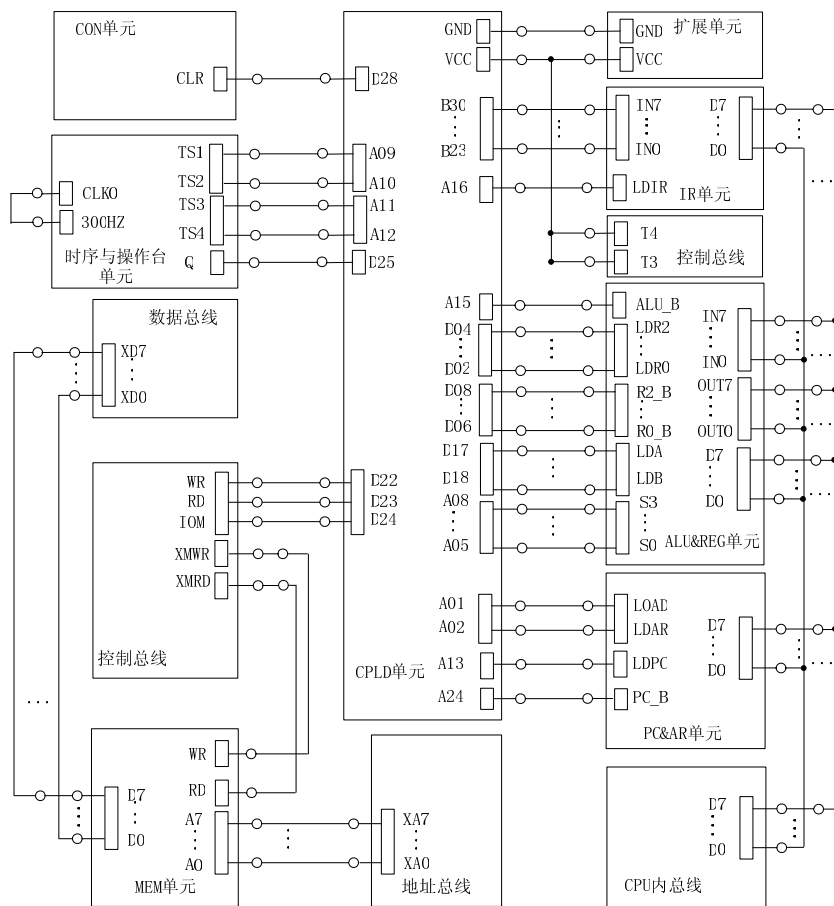 CON单元
CLR
D28
GND
GND
扩展单元
VCC
VCC
B30
B23
IN7
IN0
D7
D0
A16
LDIR
IR单元
TS1
TS2
TS3
TS4
Q
A09
A10
A11
A12
D25
CLK0
300HZ
时序与操作台
单元
T4
T3
控制总线
数据总线
XD7
XD0
A15
ALU_B
D04
D02
LDR2
LDR0
IN7
IN0
D08
D06
R2_B
R0_B
OUT7
OUT0
D17
D18
LDA
LDB
D7
D0
A08
A05
S3
S0
ALU&REG单元
WR
RD
IOM
D22
D23
D24
XMWR
XMRD
控制总线
CPLD单元
A01
A02
LOAD
LDAR
D7
D0
A13
LDPC
A24
PC_B
PC&AR单元
WR
RD
D7
D0
A7
A0
MEM单元
XA7
XA0
地址总线
D7
D0
CPU内总线